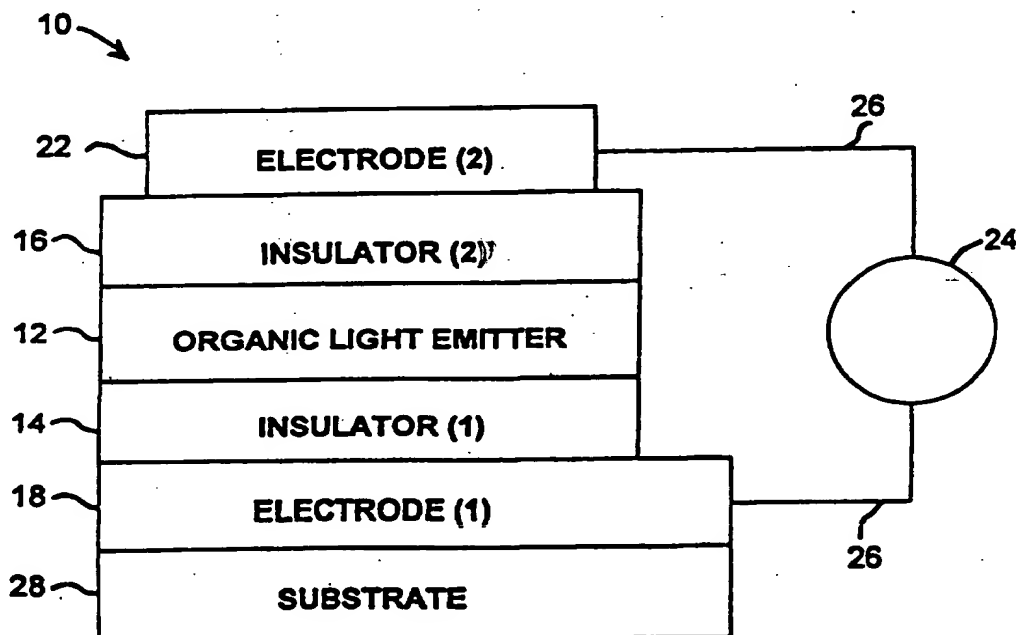 10
22
ELECTRODE (2)
26
16
INSULATOR (2)
24
12
ORGANIC LIGHT EMITTER
14
INSULATOR (1)
18
ELECTRODE (1)
26
28
SUBSTRATE